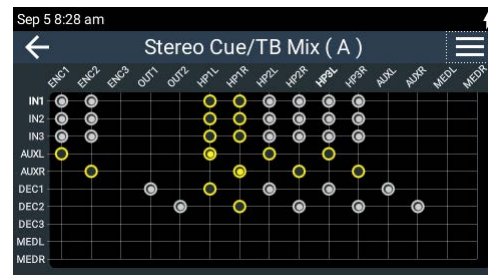 Sep 5 8:28 am
Stereo Cue/TB Mix ( A )
ENC1 ENC2 ENC3 OUT1 OUT2 HP1L HP1R HP2L HP2R HP3L HP3R AUXL AUXR MEDL MEDR
IN1
IN2
IN3
AUXL
AUXR
DEC1
DEC2
DEC3
MEDL
MEDR